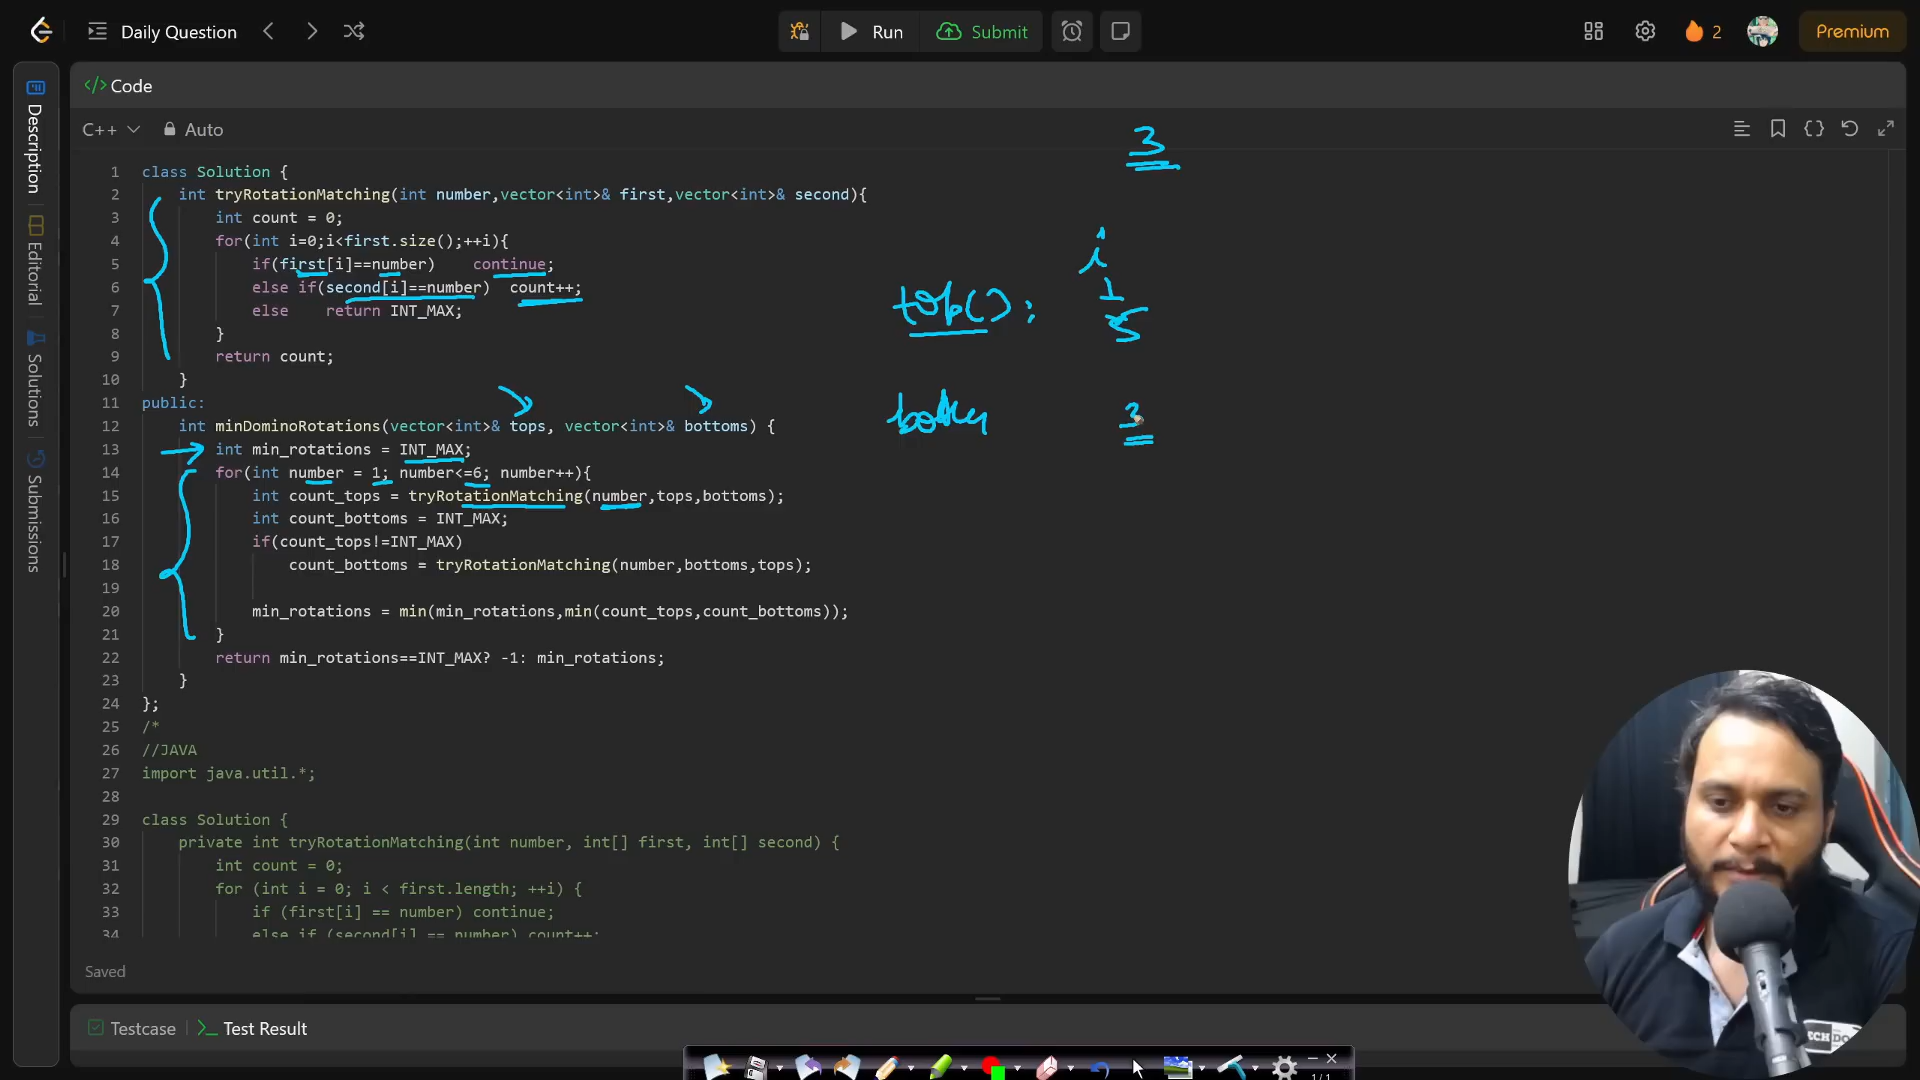 Daily Question
Run
Submit
2
Premium
Description
Editorial
Solutions
Submissions
</> Code
C++
Auto
1 class Solution {
2 int tryRotationMatching(int number,vector<int>& first,vector<int>& second){
3 int count = 0;
4 for(int i=0;i<first.size();++i){
5 if(first[i]==number) continue;
6 else if(second[i]==number) count++;
7 else return INT_MAX;
8 }
9 return count;
10 }
11 public:
12 int minDominoRotations(vector<int>& tops, vector<int>& bottoms) {
13 int min_rotations = INT_MAX;
14 for(int number = 1; number<=6; number++){
15 int count_tops = tryRotationMatching(number,tops,bottoms);
16 int count_bottoms = INT_MAX;
17 if(count_tops!=INT_MAX)
18 count_bottoms = tryRotationMatching(number,bottoms,tops);
19
20 min_rotations = min(min_rotations,min(count_tops,count_bottoms));
21 }
22 return min_rotations==INT_MAX? -1: min_rotations;
23 }
24 };
25 /*
26 //JAVA
27 import java.util.*;
28
29 class Solution {
30 private int tryRotationMatching(int number, int[] first, int[] second) {
31 int count = 0;
32 for (int i = 0; i < first.length; ++i) {
33 if (first[i] == number) continue;
34 else if (second[i] == number) count++;
3
i
top():
5
3
Saved
Testcase
Test Result
1/1